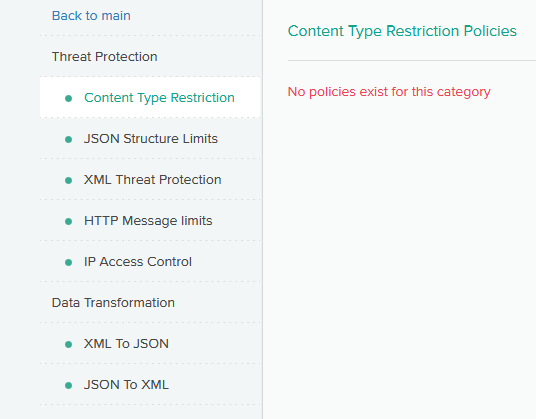 Back to main
Threat Protection
Content Type Restriction
JSON Structure Limits
XML Threat Protection
HTTP Message limits
IP Access Control
Data Transformation
XML To JSON
JSON To XML
Content Type Restriction Policies
No policies exist for this category